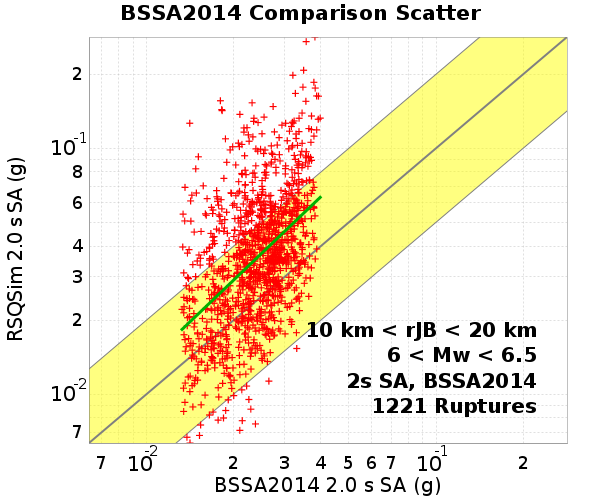 BSSA2014 Comparison Scatter
RSQSim 2.0 s SA (g)
2
10-1
8
6
4
3
2
10-2
7
10 km < rJB < 20 km
6 < Mw < 6.5
2s SA, BSSA2014
1221 Ruptures
7 10-2 2 3 4 5 6 7 10-1 2
BSSA2014 2.0 s SA (g)